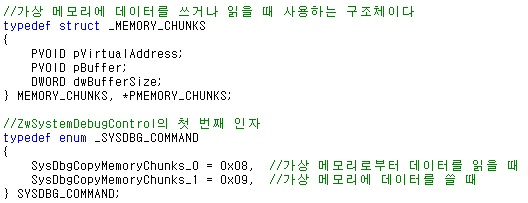 //가상 메모리에 데이터를 쓰거나 읽을 때 사용하는 구조체이다
typedef struct _MEMORY_CHUNKS
{
    PVOID pVirtualAddress;
    PVOID pBuffer;
    DWORD dwBufferSize;
} MEMORY_CHUNKS, *PMEMORY_CHUNKS;

//ZwSystemDebugControl의 첫 번째 인자
typedef enum _SYSDBG_COMMAND
{
    SysDbgCopyMemoryChunks_0 = 0x08,  //가상 메모리로부터 데이터를 읽을 때
    SysDbgCopyMemoryChunks_1 = 0x09,  //가상 메모리에 데이터를 쓸 때
} SYSDBG_COMMAND;